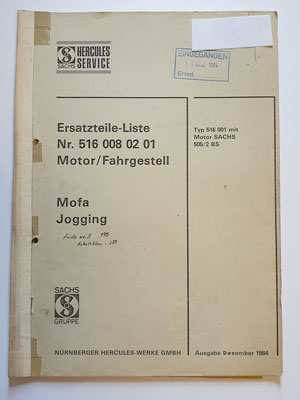 SACHS
HERCULES
SERVICE
EINGEGANGEN
Erled.
Ersatzteile-Liste
Nr. 516 008 02 01
Motor/Fahrgestell
Typ 516 001 mit
Motor SACHS
505/2 BS
Mofa
Jogging
SACHS
GRUPPE
NÜRNBERGER HERCULES-WERKE GMBH
Ausgabe Dezember 1984